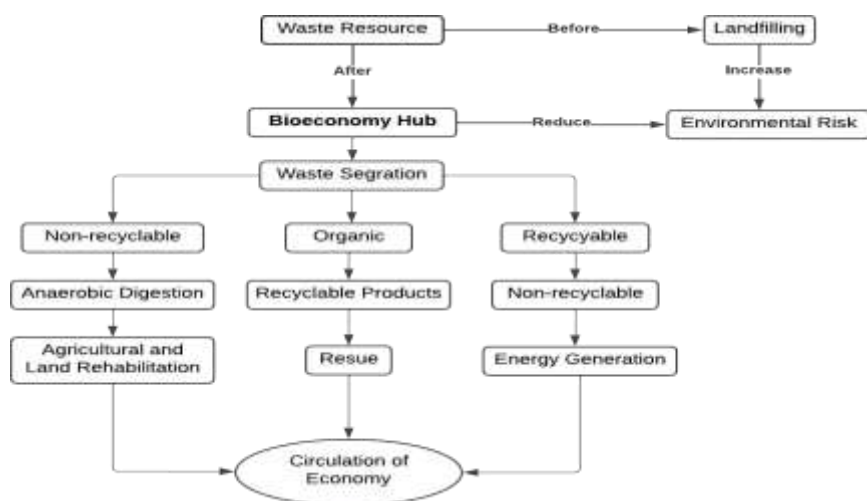 Waste Resource
Before
Landfilling
After
Increase
Bioeconomy Hub
Reduce
Environmental Risk
Waste Segration
Non-recyclable
Organic
Recycyable
Anaerobic Digestion
Recyclable Products
Non-recyclable
Agricultural and
Land Rehabilitation
Resue
Energy Generation
Circulation of
Economy